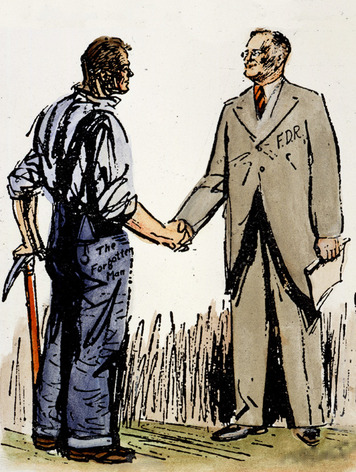 The
Forgotten
Man
F.D.R.